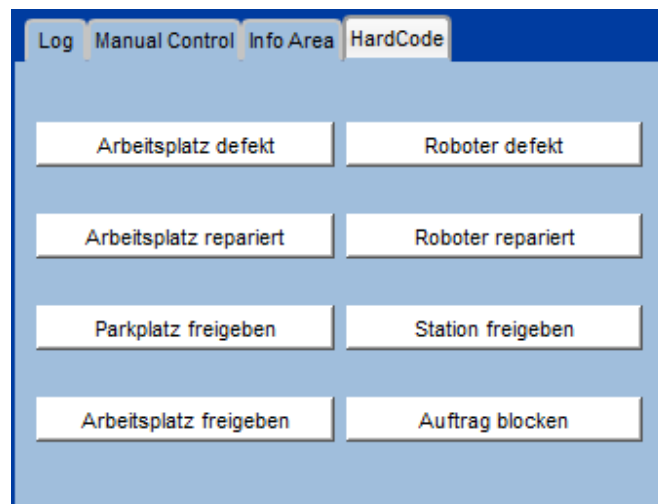 Log Manual Control Info Area HardCode
Arbeitsplatz defekt Roboter defekt
Arbeitsplatz repariert Roboter repariert
Parkplatz freigeben Station freigeben
Arbeitsplatz freigeben Auftrag blocken